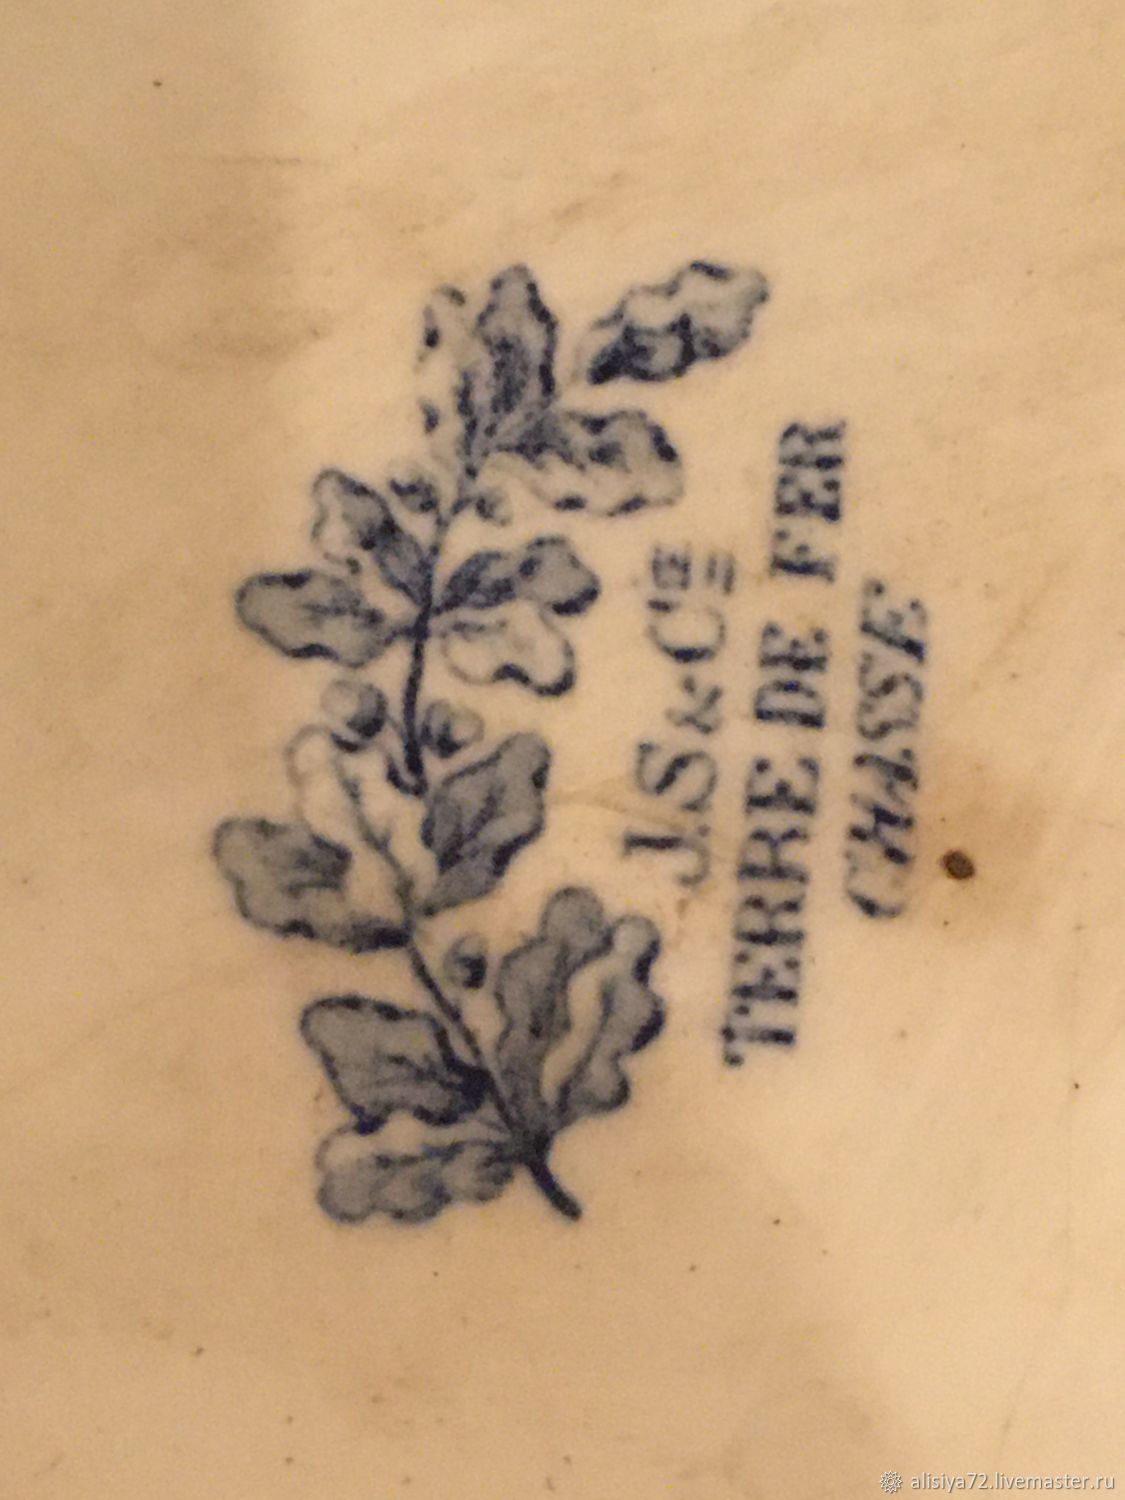 J.S & CIE
TERRE DE FER
CHASSE
alisiya72.livemaster.ru